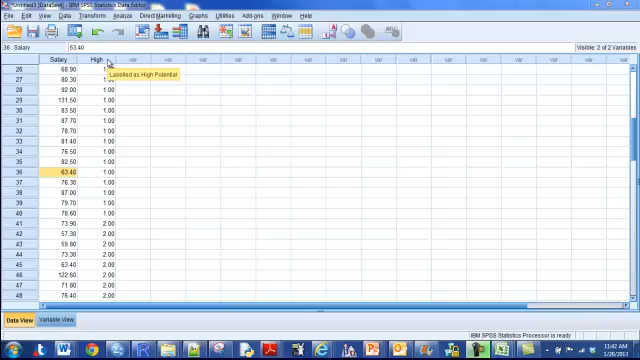 *Untitled3 [DataSet4] - IBM SPSS Statistics Data Editor
File Edit View Data Transform Analyze Direct Marketing Graphs Utilities Add-ons Window Help
36 : Salary 63.40 Visible: 2 of 2 Variables
Salary High var var var var var var var var var var var var var var
26 68.90 1.00
Labelled as High Potential
27 80.30 1.00
28 92.00 1.00
29 131.50 1.00
30 83.50 1.00
31 87.70 1.00
32 78.70 1.00
33 81.40 1.00
34 76.50 1.00
35 82.50 1.00
36 63.40 1.00
37 76.30 1.00
38 87.00 1.00
39 79.70 1.00
40 78.60 1.00
41 73.90 2.00
42 57.30 2.00
43 59.80 2.00
44 73.30 2.00
45 63.40 2.00
46 122.60 2.00
47 71.80 2.00
48 76.40 2.00
Data View Variable View
IBM SPSS Statistics Processor is ready
11:42 AM